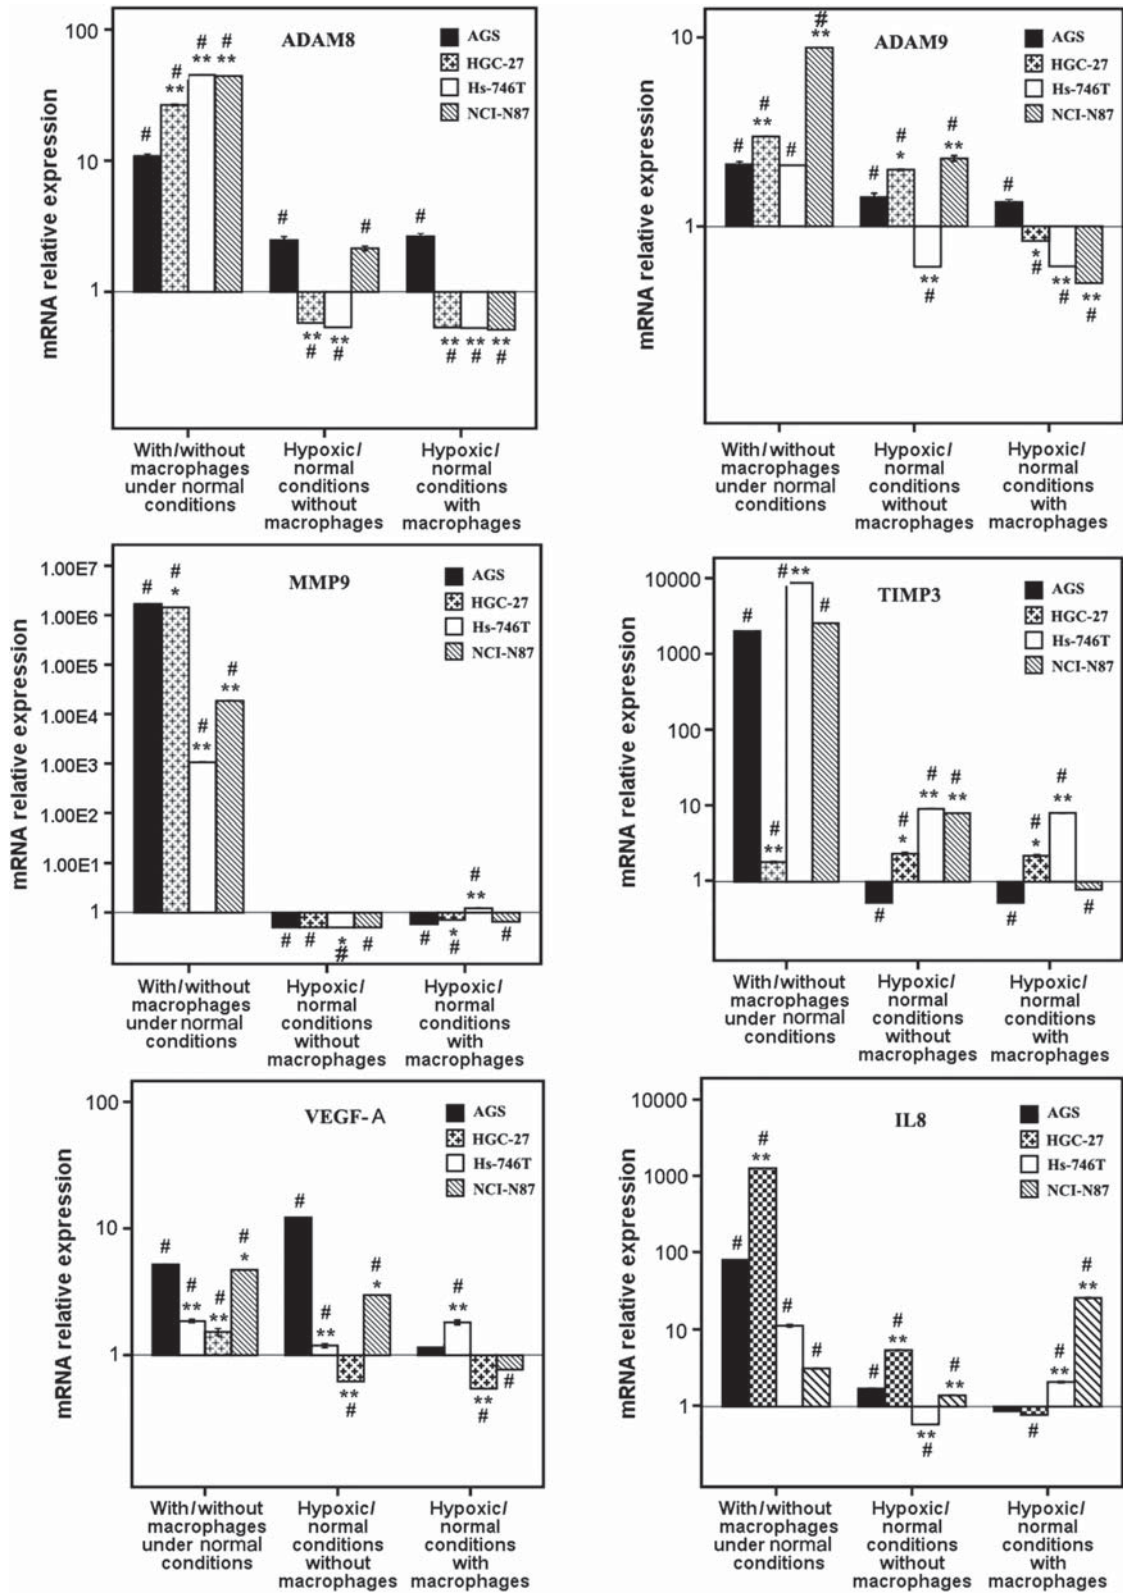 ADAM8
AGS
HGC-27
Hs-746T
NCI-N87
mRNA relative expression
100
10
1
#
#
**
#
**
#
**
#
**
#
**
#
#
#
**
#
**
#
**
#
With/without
macrophages
under normal
conditions
Hypoxic/
normal
conditions
without
macrophages
Hypoxic/
normal
conditions
with
macrophages
ADAM9
AGS
HGC-27
Hs-746T
NCI-N87
mRNA relative expression
10
1
#
#
**
#
#
**
#
#
*
**
#
#
**
#
*
#
**
#
**
#
With/without
macrophages
under normal
conditions
Hypoxic/
normal
conditions
without
macrophages
Hypoxic/
normal
conditions
with
macrophages
MMP9
AGS
HGC-27
Hs-746T
NCI-N87
mRNA relative expression
1.00E7
1.00E6
1.00E5
1.00E4
1.00E3
1.00E2
1.00E1
1
#
#
*
#
**
#
**
#
#
*
#
#
#
*
#
#
**
#
With/without
macrophages
under normal
conditions
Hypoxic/
normal
conditions
without
macrophages
Hypoxic/
normal
conditions
with
macrophages
TIMP3
AGS
HGC-27
Hs-746T
NCI-N87
mRNA relative expression
10000
1000
100
10
1
#
#
**
# **
#
#
#
*
#
**
#
**
#
#
*
#
**
#
With/without
macrophages
under normal
conditions
Hypoxic/
normal
conditions
without
macrophages
Hypoxic/
normal
conditions
with
macrophages
VEGF-A
AGS
HGC-27
Hs-746T
NCI-N87
mRNA relative expression
100
10
1
#
#
**
#
**
#
*
#
#
**
**
#
#
*
#
**
**
#
#
With/without
macrophages
under normal
conditions
Hypoxic/
normal
conditions
without
macrophages
Hypoxic/
normal
conditions
with
macrophages
IL8
AGS
HGC-27
Hs-746T
NCI-N87
mRNA relative expression
10000
1000
100
10
1
#
#
**
#
#
#
#
**
**
#
#
**
#
#
**
#
**
With/without
macrophages
under normal
conditions
Hypoxic/
normal
conditions
without
macrophages
Hypoxic/
normal
conditions
with
macrophages